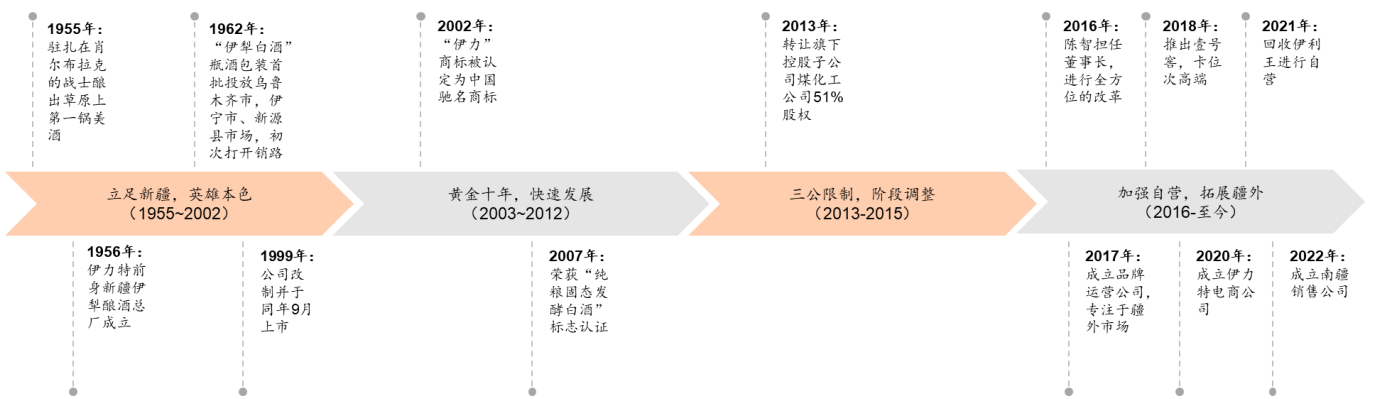 1955年:
驻扎在肖
尔布拉克
的战士酿
出草原上
第一锅美
酒
1962年:
“伊犁白酒”
瓶酒包装首
批投放乌鲁
木齐市，伊
宁市、新源
县市场，初
次打开销路
2002年:
“伊力”
商标被认
定为中国
驰名商标
2013年:
转让旗下
控股子公
司煤化工
公司51%
股权
2016年:
陈智担任
董事长，
进行全方
位的改革
2018年:
推出壹号
窖，卡位
次高端
2021年:
回收伊利
王进行自
营
立足新疆，英雄本色
（1955~2002）
黄金十年，快速发展
（2003~2012）
三公限制，阶段调整
（2013-2015）
加强自营，拓展疆外
（2016-至今）
1956年:
伊力特前
身新疆伊
犁酿酒总
厂成立
1999年:
公司改
制并于
同年9月
上市
2007年:
荣获“纯
粮固态发
酵白酒”
标志认证
2017年:
成立品牌
运营公司，
专注于疆
外市场
2020年:
成立伊力
特电商公
司
2022年:
成立南疆
销售公司